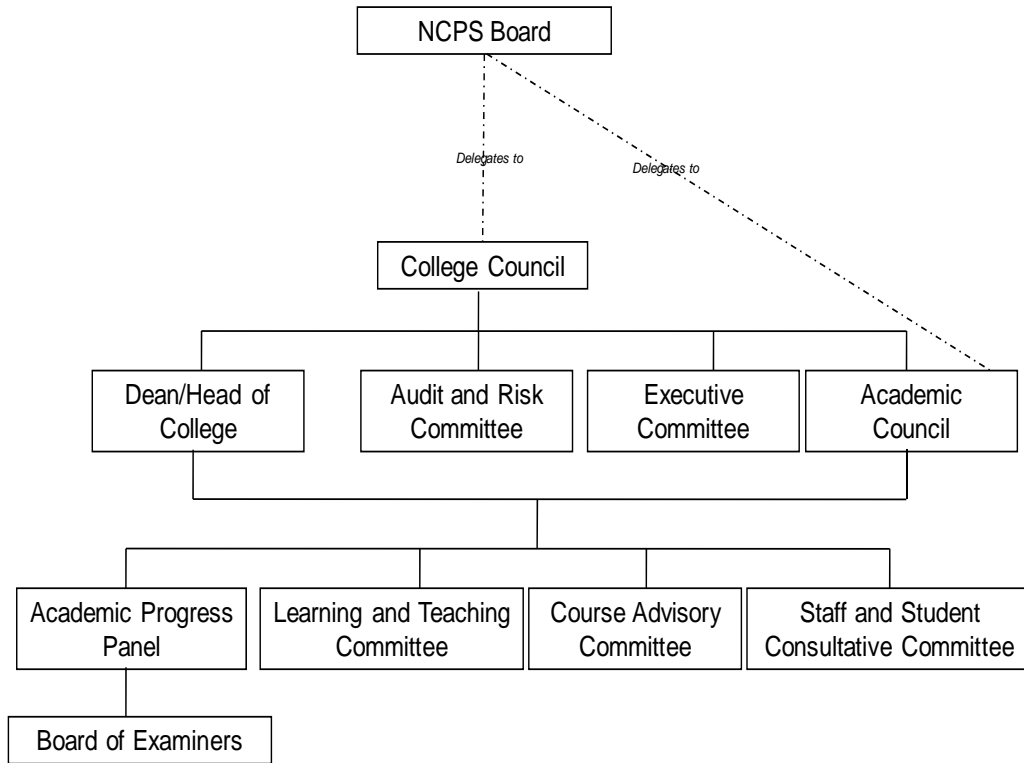 NCPS Board
Delegates to
Delegates to
College Council
Dean/Head of
College
Audit and Risk
Committee
Executive
Committee
Academic
Council
Academic Progress
Panel
Learning and Teaching
Committee
Course Advisory
Committee
Staff and Student
Consultative Committee
Board of Examiners